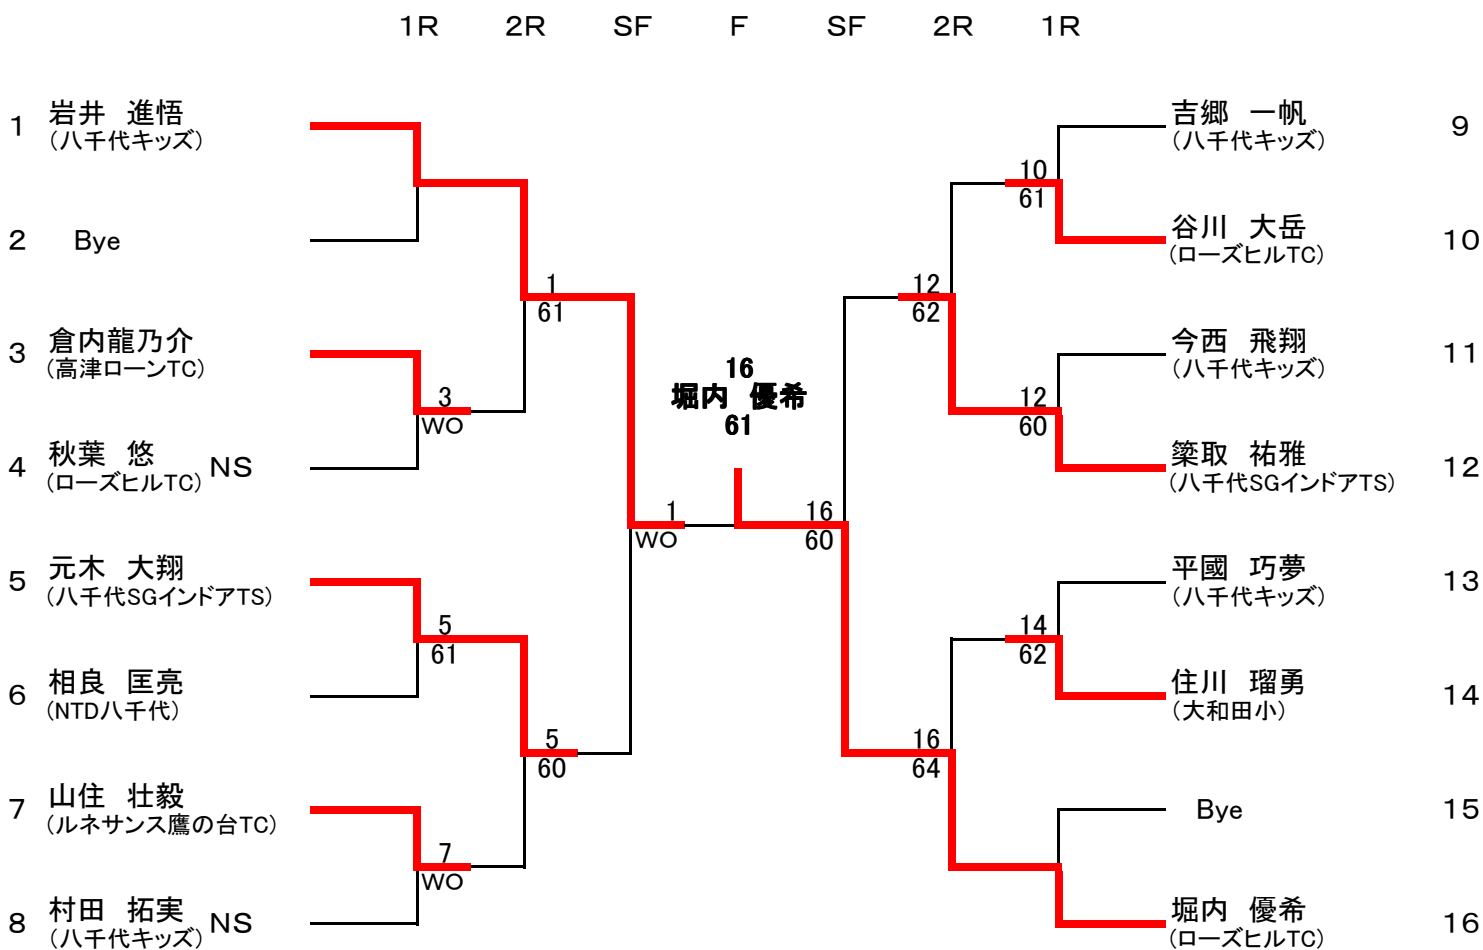 1R 2R SF F SF 2R 1R
1 岩井 進悟
(八千代キッズ)
2 Bye
1
61
3 倉内龍乃介
(高津ローンTC)
3
WO
4 秋葉 悠 NS
(ローズヒルTC)
1
WO
5 元木 大翔
(八千代SGインドアTS)
5
61
6 相良 匡亮
(NTD八千代)
5
60
7 山住 壮毅
(ルネサンス鷹の台TC)
7
WO
8 村田 拓実 NS
(八千代キッズ)
16
堀内 優希
61
吉郷 一帆 9
(八千代キッズ)
10
61
谷川 大岳 10
(ローズヒルTC)
12
62
今西 飛翔 11
(八千代キッズ)
12
60
簗取 祐雅 12
(八千代SGインドアTS)
16
60
平國 巧夢 13
(八千代キッズ)
14
62
住川 瑠勇 14
(大和田小)
16
64
Bye 15
堀内 優希 16
(ローズヒルTC)